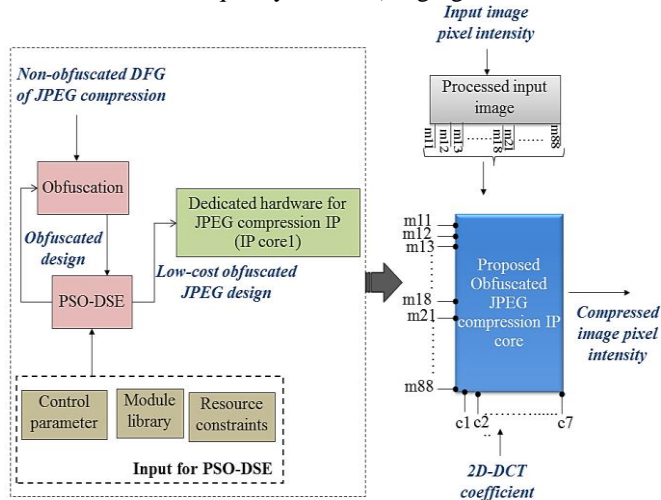 Input image
pixel intensity
Non-obfuscated DFG
of JPEG compression
Processed input
image
m11
m12
m13
m18
m21
m88
Obfuscation
Dedicated hardware for
JPEG compression IP
(IP core1)
Obfuscated
design
Low-cost obfuscated
JPEG design
PSO-DSE
m11
m12
m13
m18
m21
m88
Proposed
Obfuscated
JPEG
compression IP
core
Compressed
image pixel
intensity
Control
parameter
Module
library
Resource
constraints
Input for PSO-DSE
c1
c2
c7
2D-DCT
coefficient